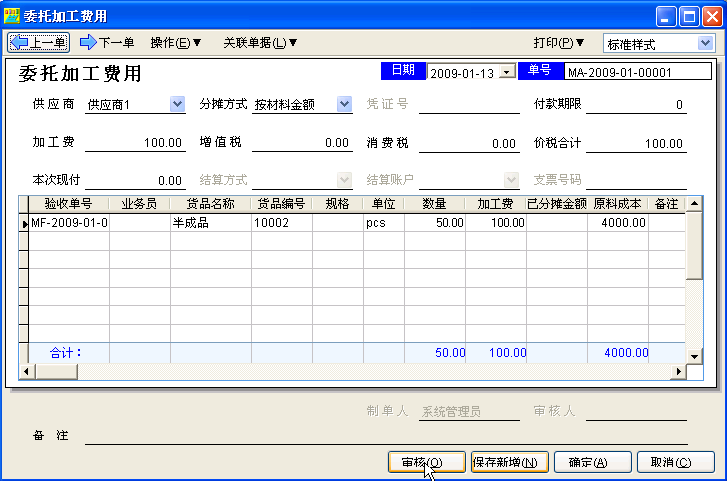 委托加工费用
上一单 下一单 操作(E)▼ 关联单据(L)▼ 打印(P)▼ 标准样式
委托加工费用 日期 2009-01-13 单号 MA-2009-01-00001
供应商 供应商1 分摊方式 按材料金额 凭证号 付款期限 0
加工费 100.00 增值税 0.00 消费税 0.00 价税合计 100.00
本次现付 0.00 结算方式 结算账户 支票号码
验收单号 业务员 货品名称 货品编号 规格 单位 数量 加工费 已分摊金额 原料成本 备注
MF-2009-01-0 半成品 10002 pcs 50.00 100.00 4000.00
合计： 50.00 100.00 4000.00
制单人 系统管理员 审核人
备注
审核(O) 保存新增(N) 确定(A) 取消(C)